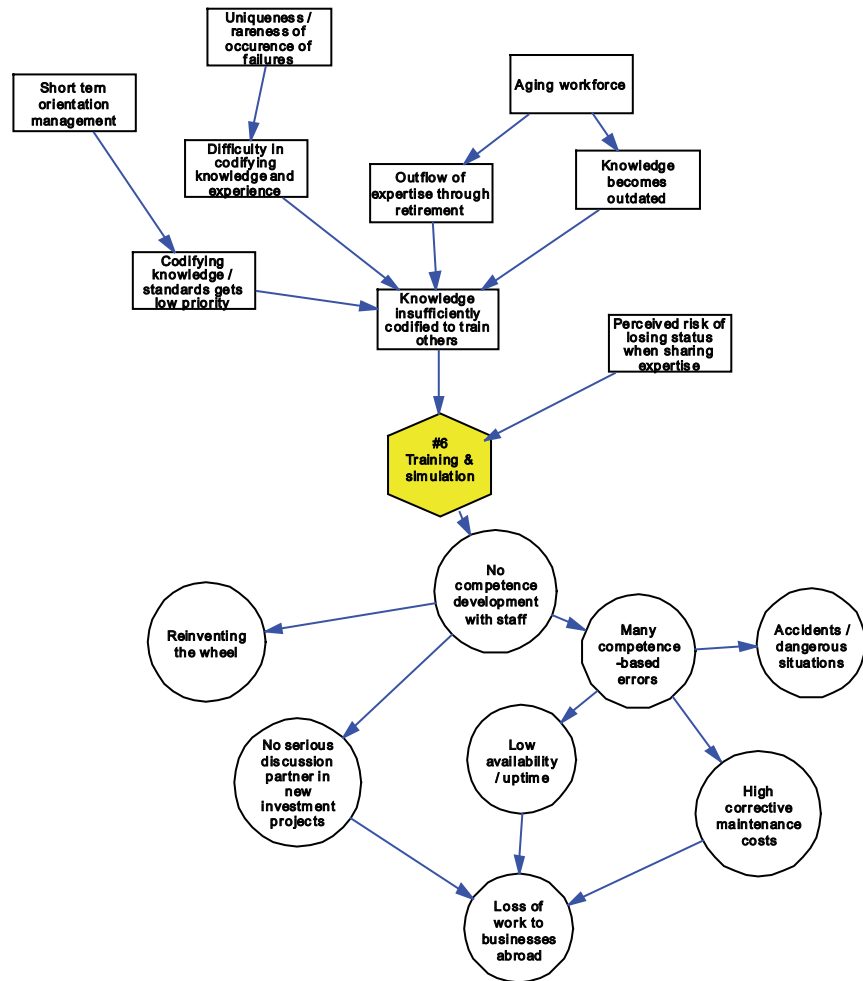 Uniqueness /
rareness of
occurence of
failures
Short tem
orientation
management
Aging workforce
Difficulty in
codifying
knowledge and
experience
Outflow of
expertise through
retirement
Knowledge
becomes
outdated
Codifying
knowledge /
standards gets
low priority
Knowledge
insufficiently
codified to train
others
Perceived risk of
losing status
when sharing
expertise
#6
Training &
simulation
No
competence
development
with staff
Reinventing
the wheel
Many
competence
-based
errors
Accidents /
dangerous
situations
No serious
discussion
partner in
new
investment
projects
Low
availability
/ uptime
High
corrective
maintenance
costs
Loss of
work to
businesses
abroad